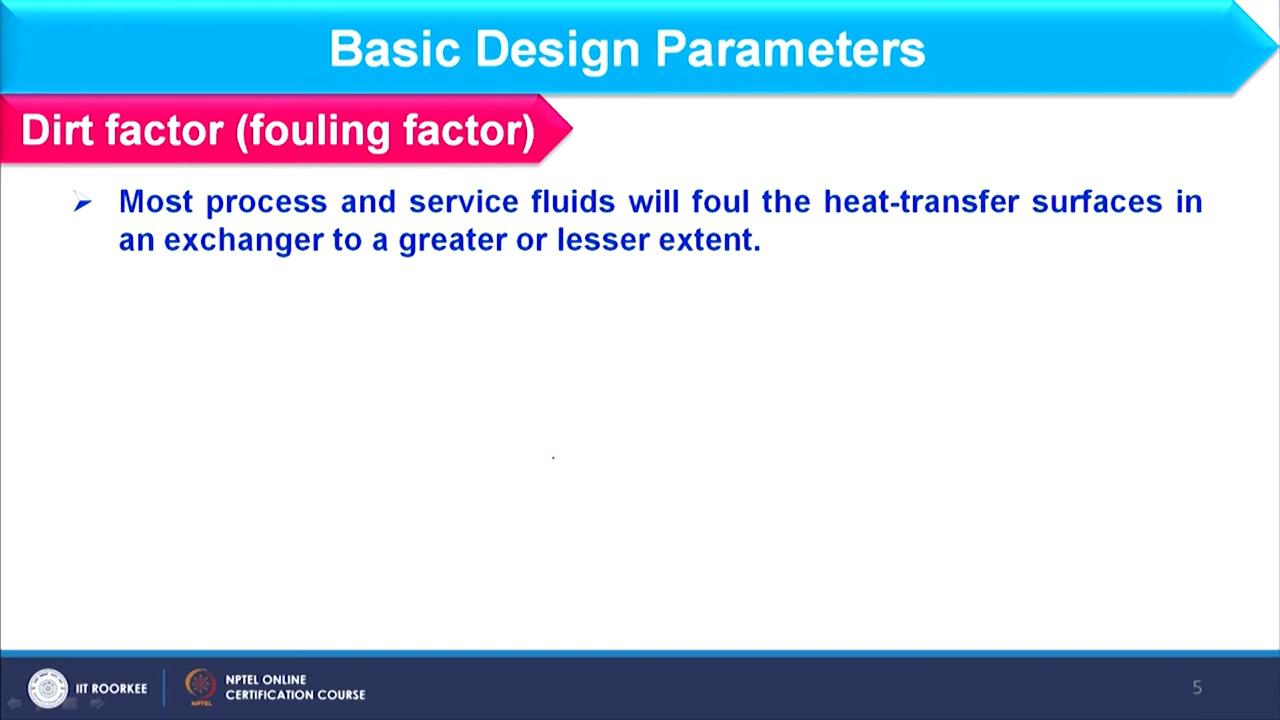 Basic Design Parameters
Dirt factor (fouling factor)
Most process and service fluids will foul the heat-transfer surfaces in
an exchanger to a greater or lesser extent.
IIT ROORKEE
NPTEL
NPTEL ONLINE
CERTIFICATION COURSE
5